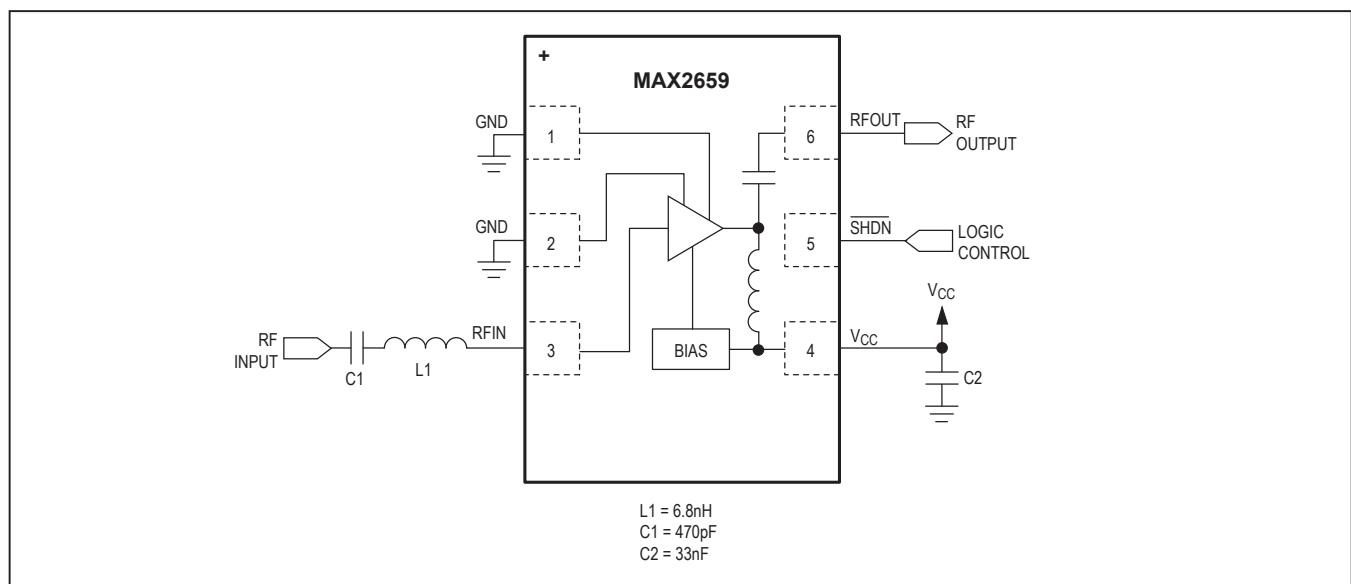 +
MAX2659
GND
1
6
RFOUT
RF
OUTPUT
GND
2
5
SHDN
LOGIC
CONTROL
VCC
RF
INPUT
C1
L1
RFIN
3
BIAS
4
VCC
C2
L1 = 6.8nH
C1 = 470pF
C2 = 33nF